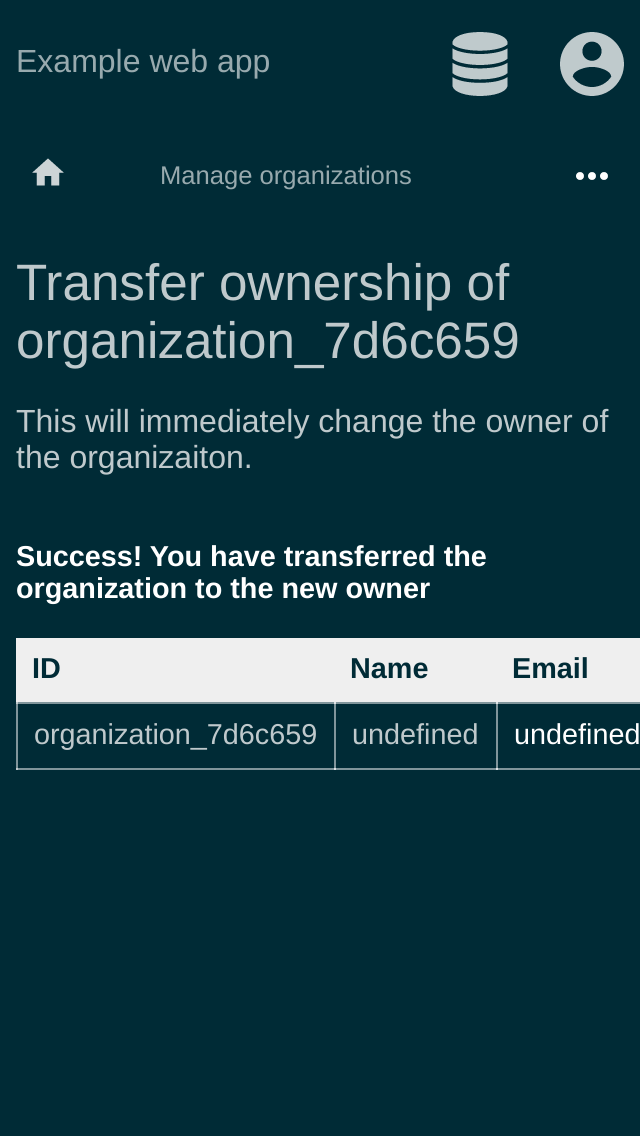 Example web app
Manage organizations
Transfer ownership of
organization_7d6c659
This will immediately change the owner of
the organizaiton.
Success! You have transferred the
organization to the new owner
ID Name Email
organization_7d6c659 undefined undefined